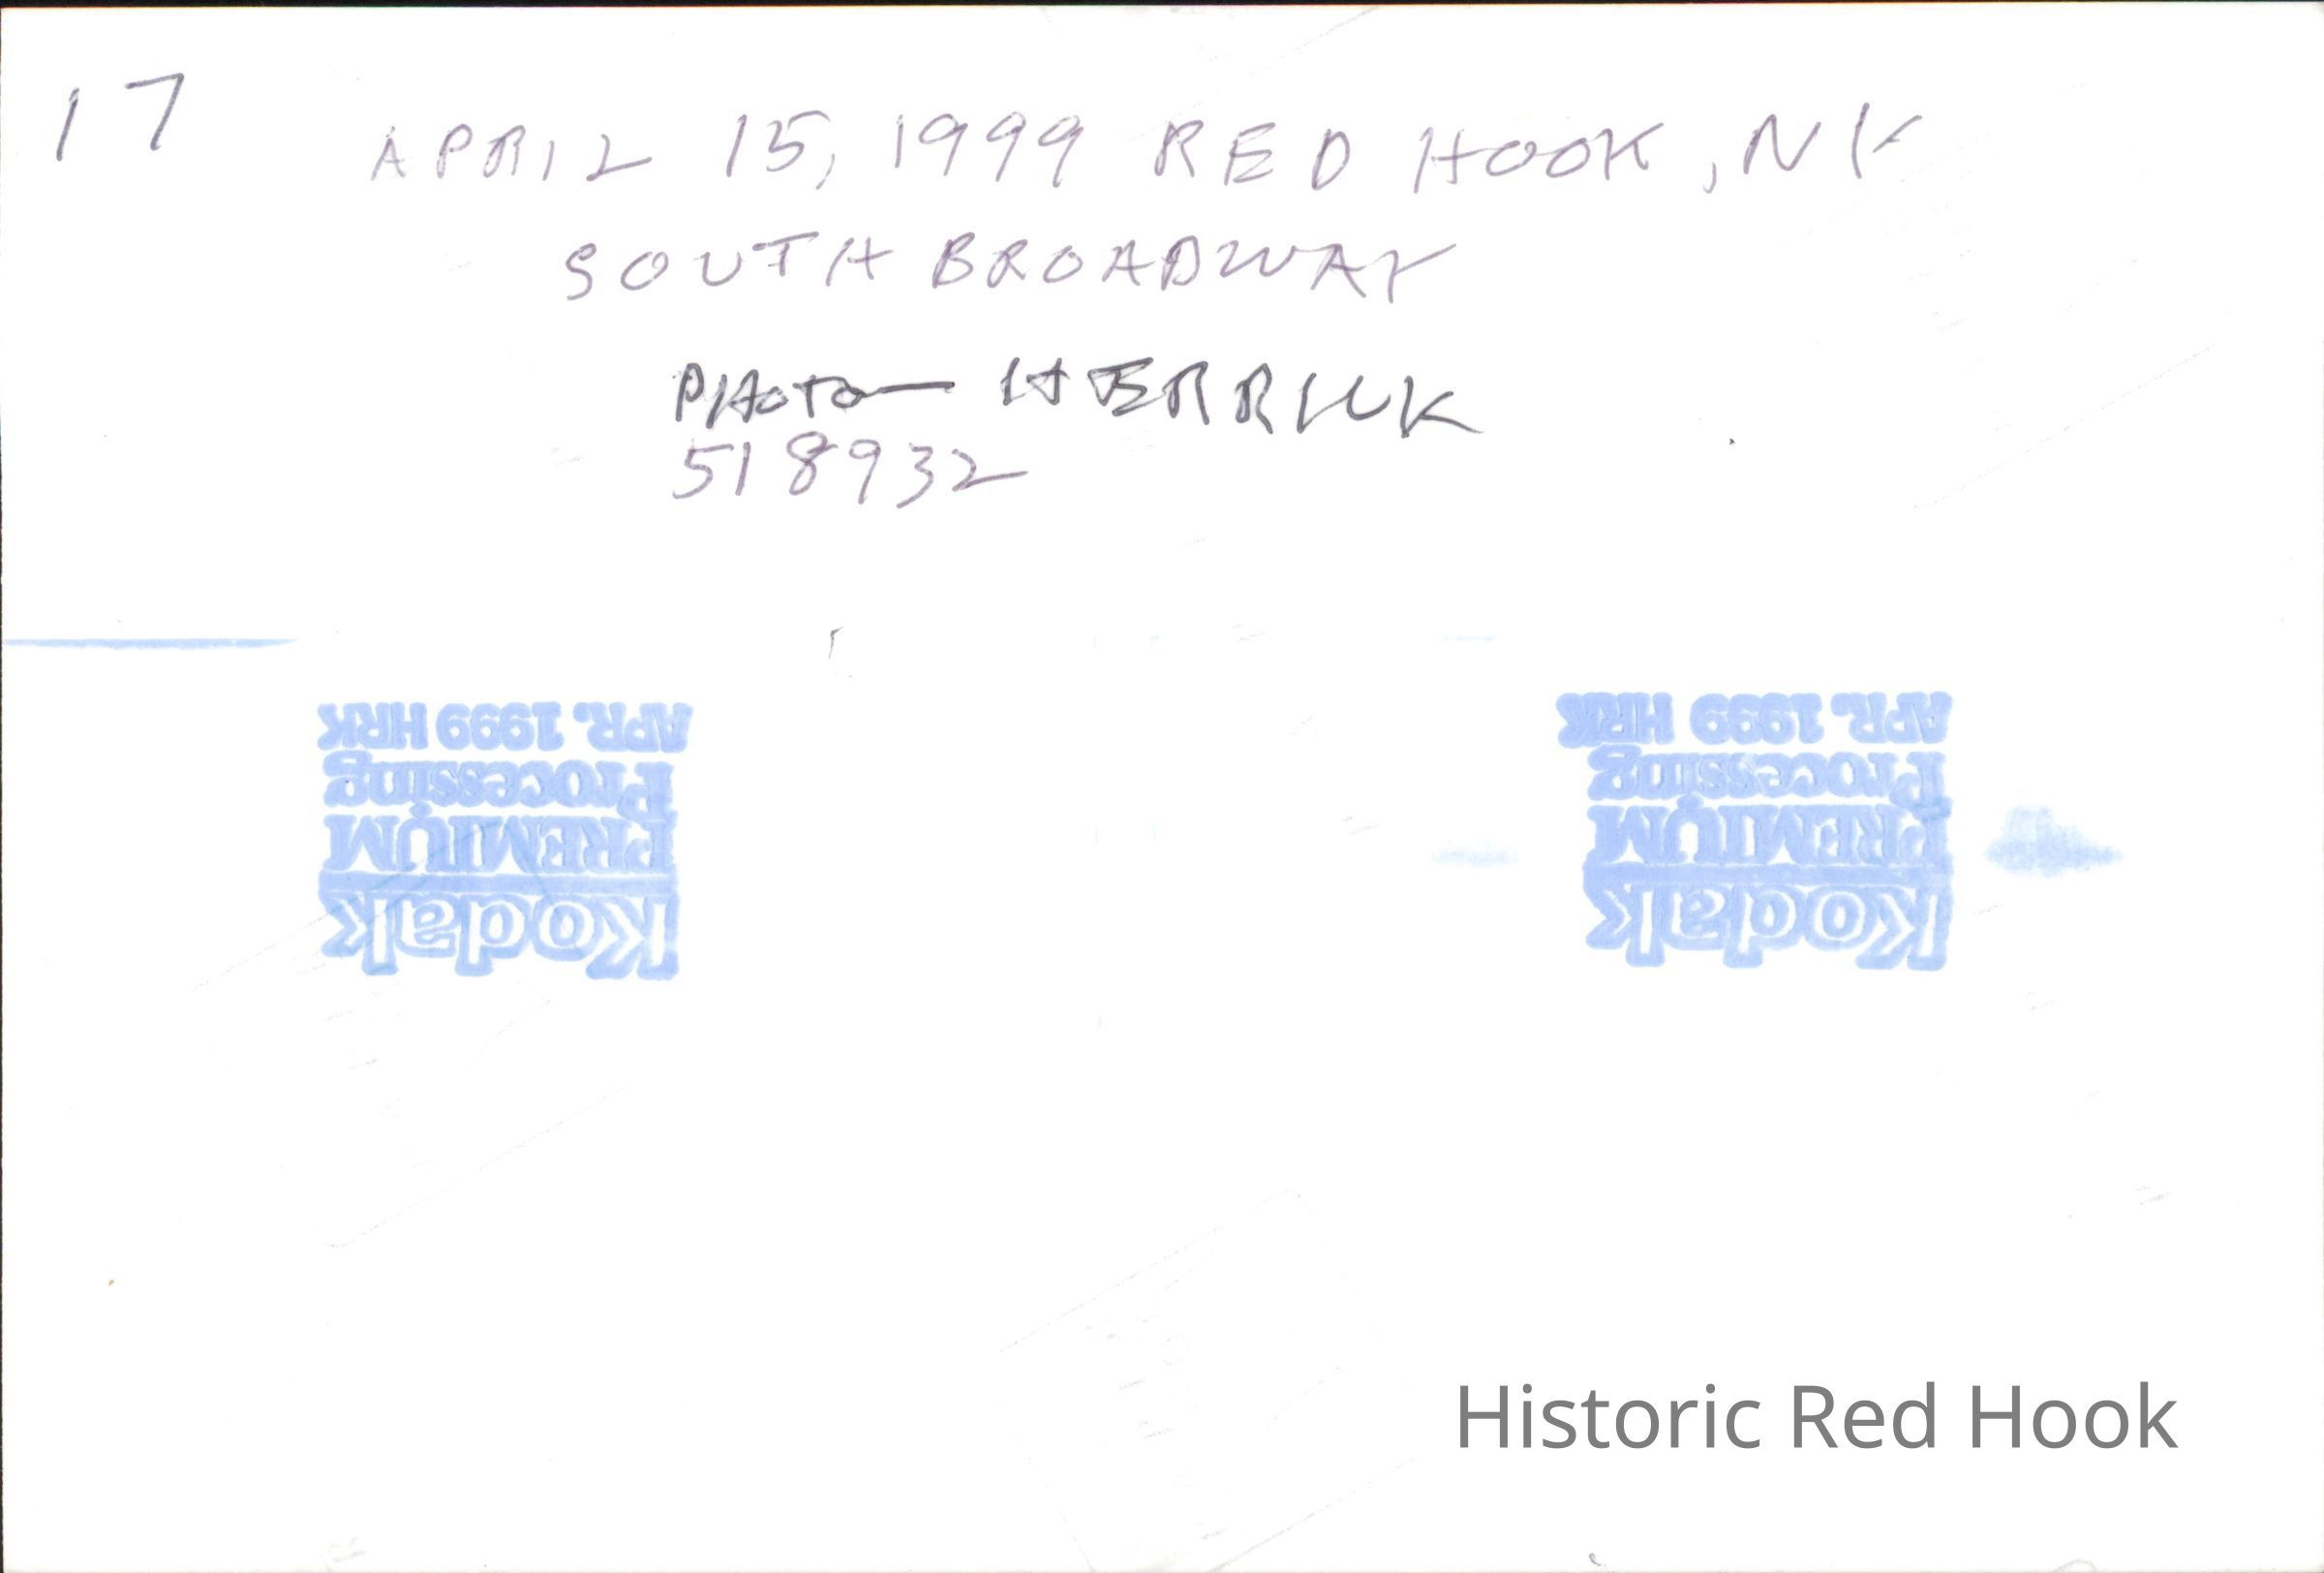 17
APRIL 15, 1999 RED HOOK, NY
SOUTH BROADWAY
PHOTO — HERRICK
518932
APR. 1999 HRK
Processing
PREMIUM
Kodak
APR. 1999 HRK
Processing
PREMIUM
Kodak
Historic Red Hook